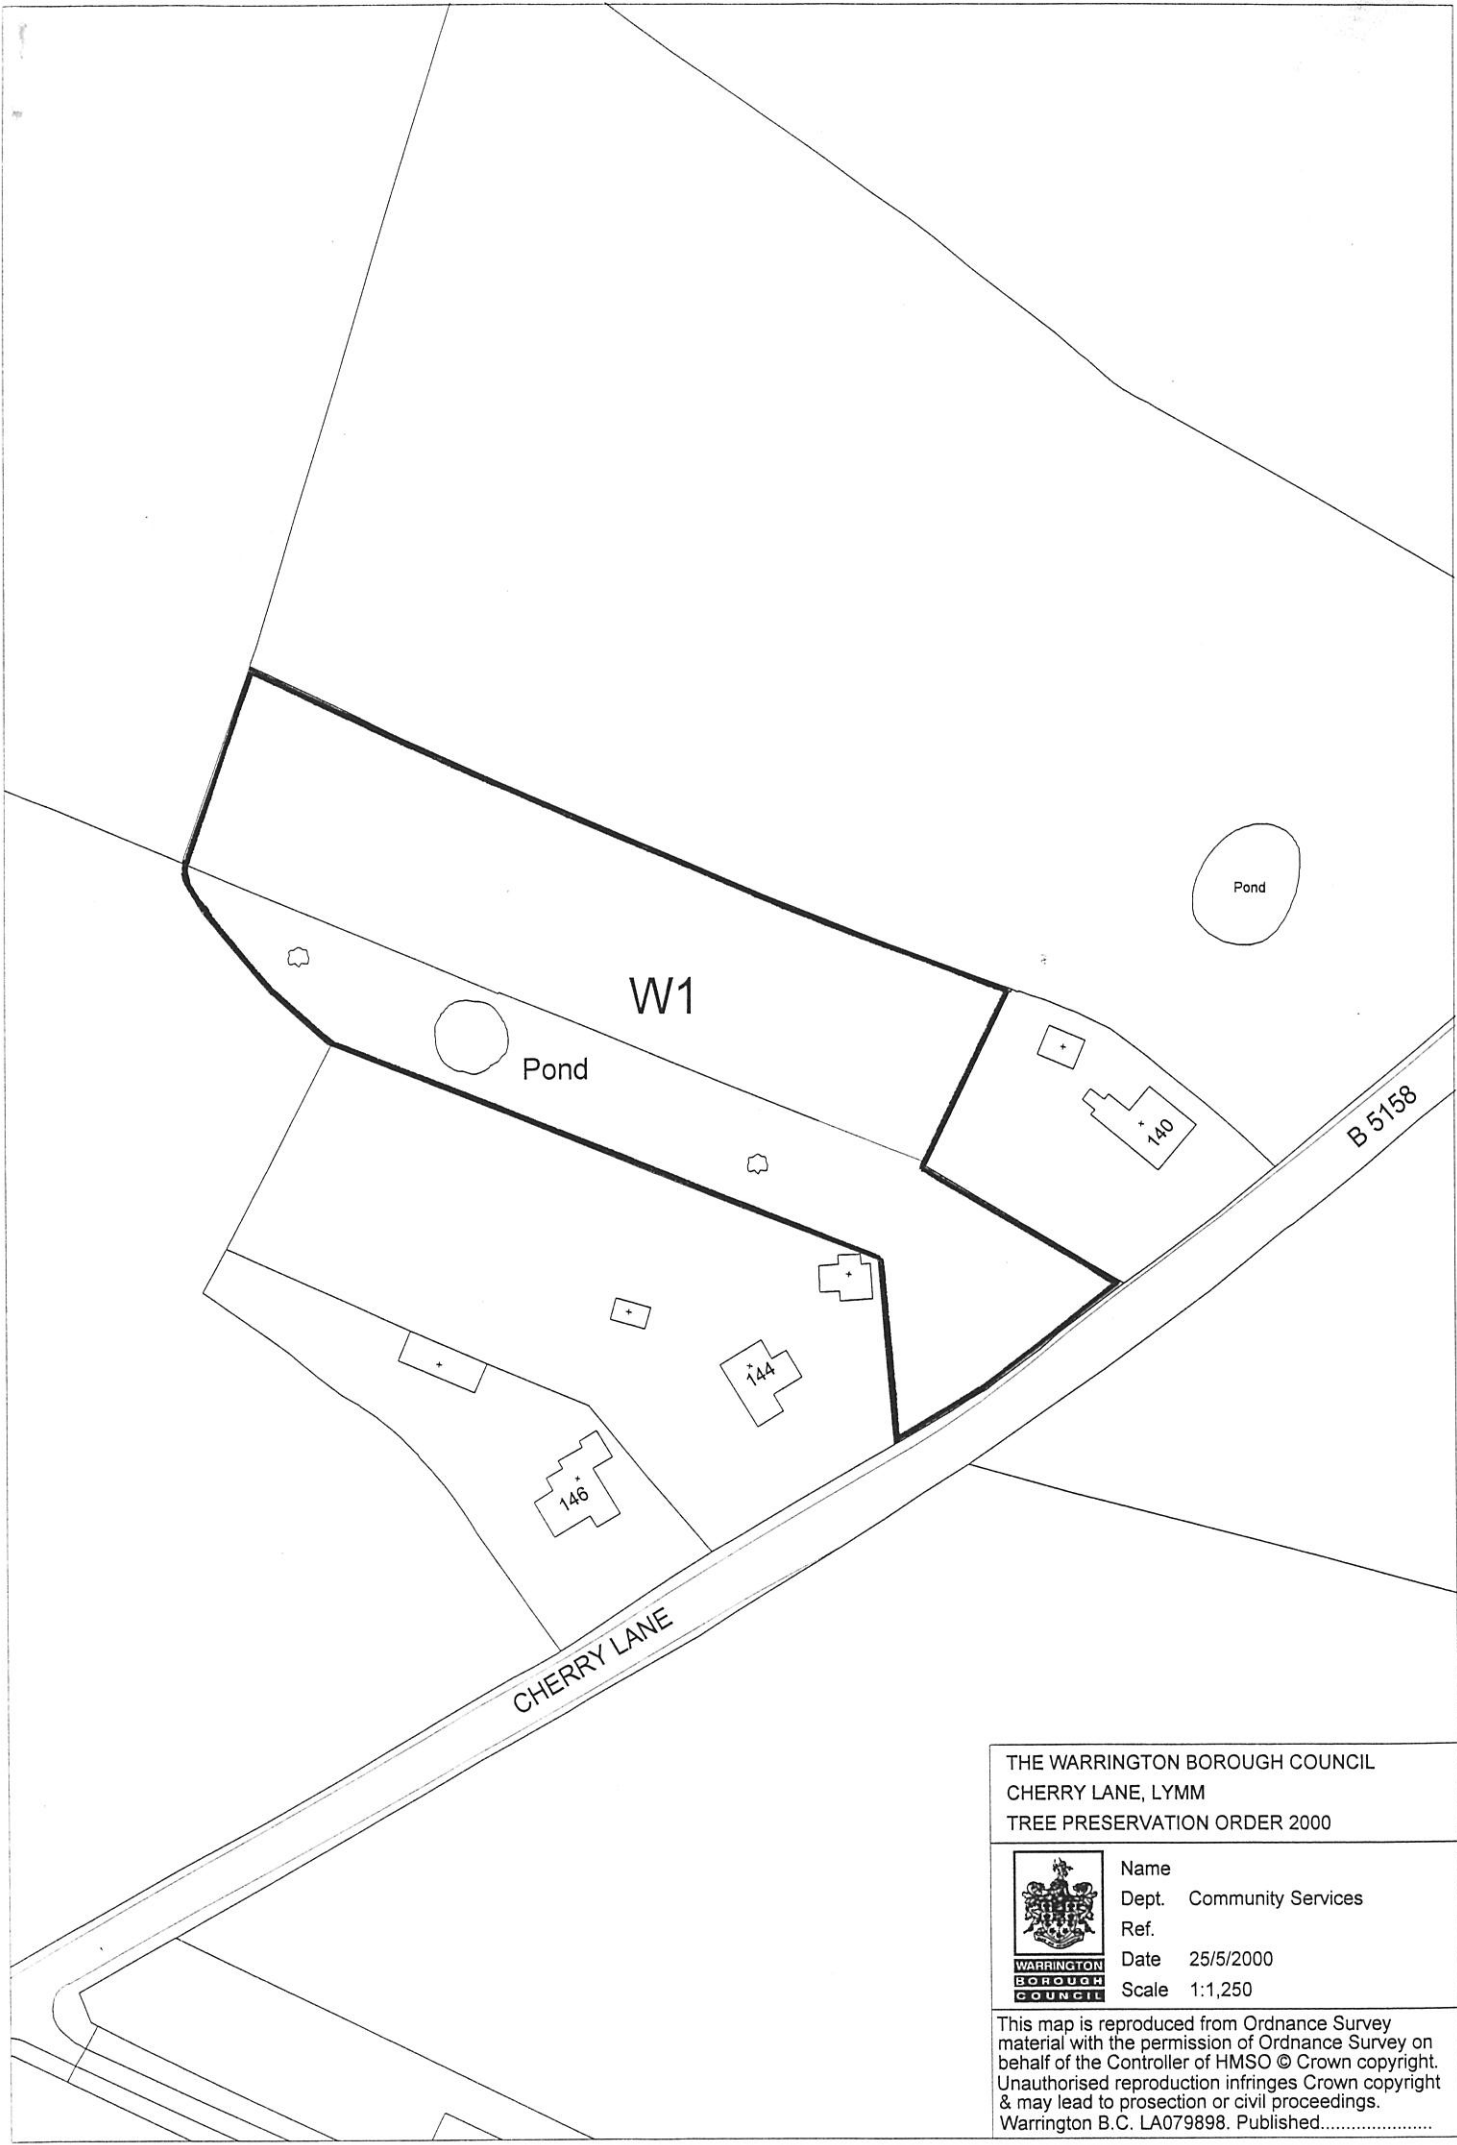 Pond
W1
Pond
140
B 5158
144
146
CHERRY LANE
THE WARRINGTON BOROUGH COUNCIL
CHERRY LANE, LYMM
TREE PRESERVATION ORDER 2000
Name
Dept. Community Services
Ref.
Date 25/5/2000
Scale 1:1,250
WARRINGTON
BOROUGH
COUNCIL
This map is reproduced from Ordnance Survey
material with the permission of Ordnance Survey on
behalf of the Controller of HMSO © Crown copyright.
Unauthorised reproduction infringes Crown copyright
& may lead to prosection or civil proceedings.
Warrington B.C. LA079898. Published......................